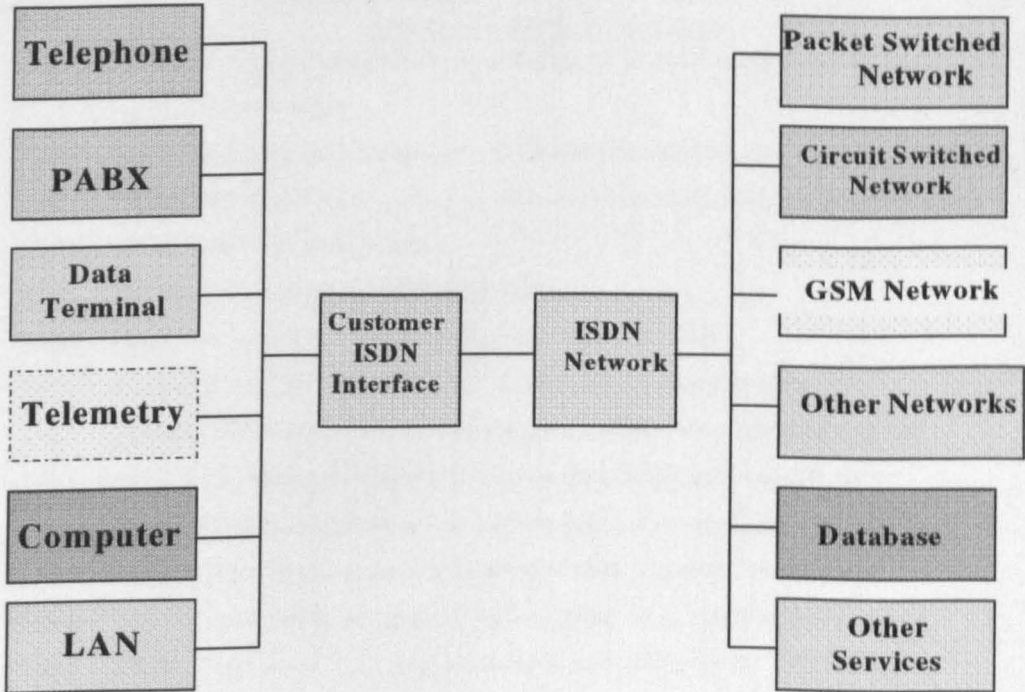 Telephone
PABX
Data
Terminal
Telemetry
Computer
LAN
Customer
ISDN
Interface
ISDN
Network
Packet Switched
Network
Circuit Switched
Network
GSM Network
Other Networks
Database
Other
Services